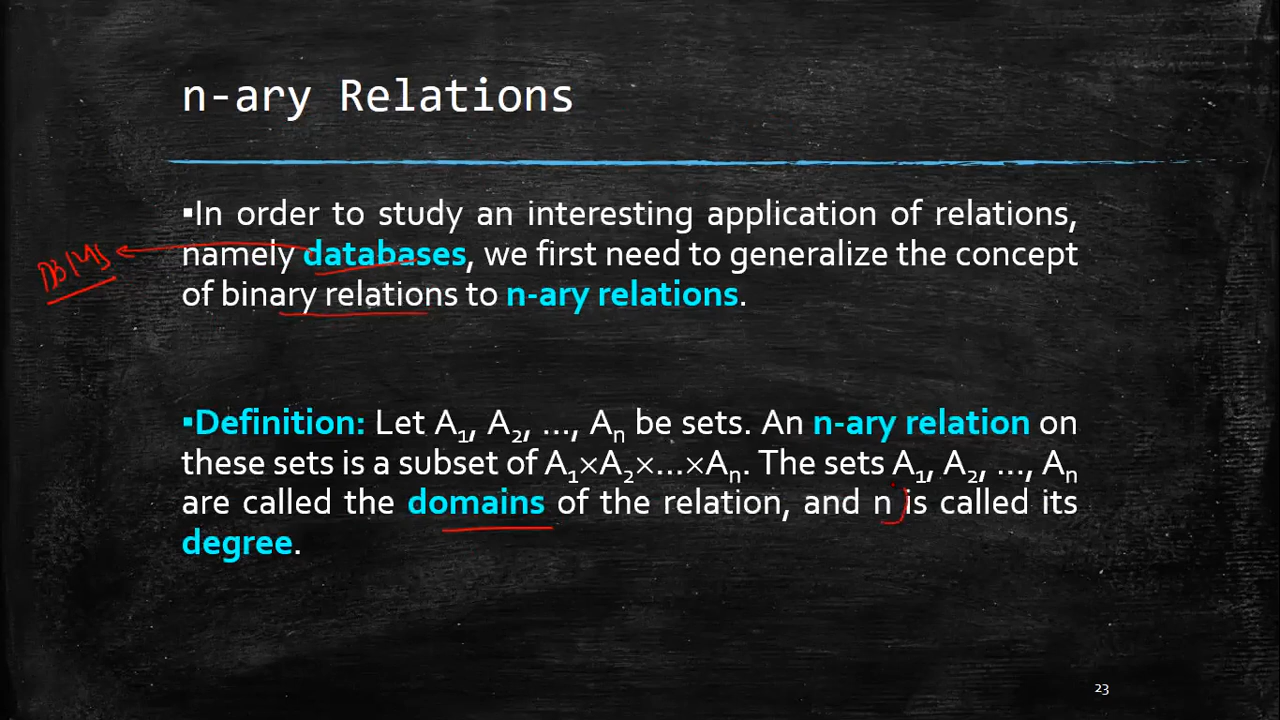 n-ary Relations
▪In order to study an interesting application of relations,
namely databases, we first need to generalize the concept
of binary relations to n-ary relations.
DBMS
▪Definition: Let A₁, A₂, …, Aₙ be sets. An n-ary relation on
these sets is a subset of A₁×A₂×…×Aₙ. The sets A₁, A₂, …, Aₙ
are called the domains of the relation, and n is called its
degree.
23